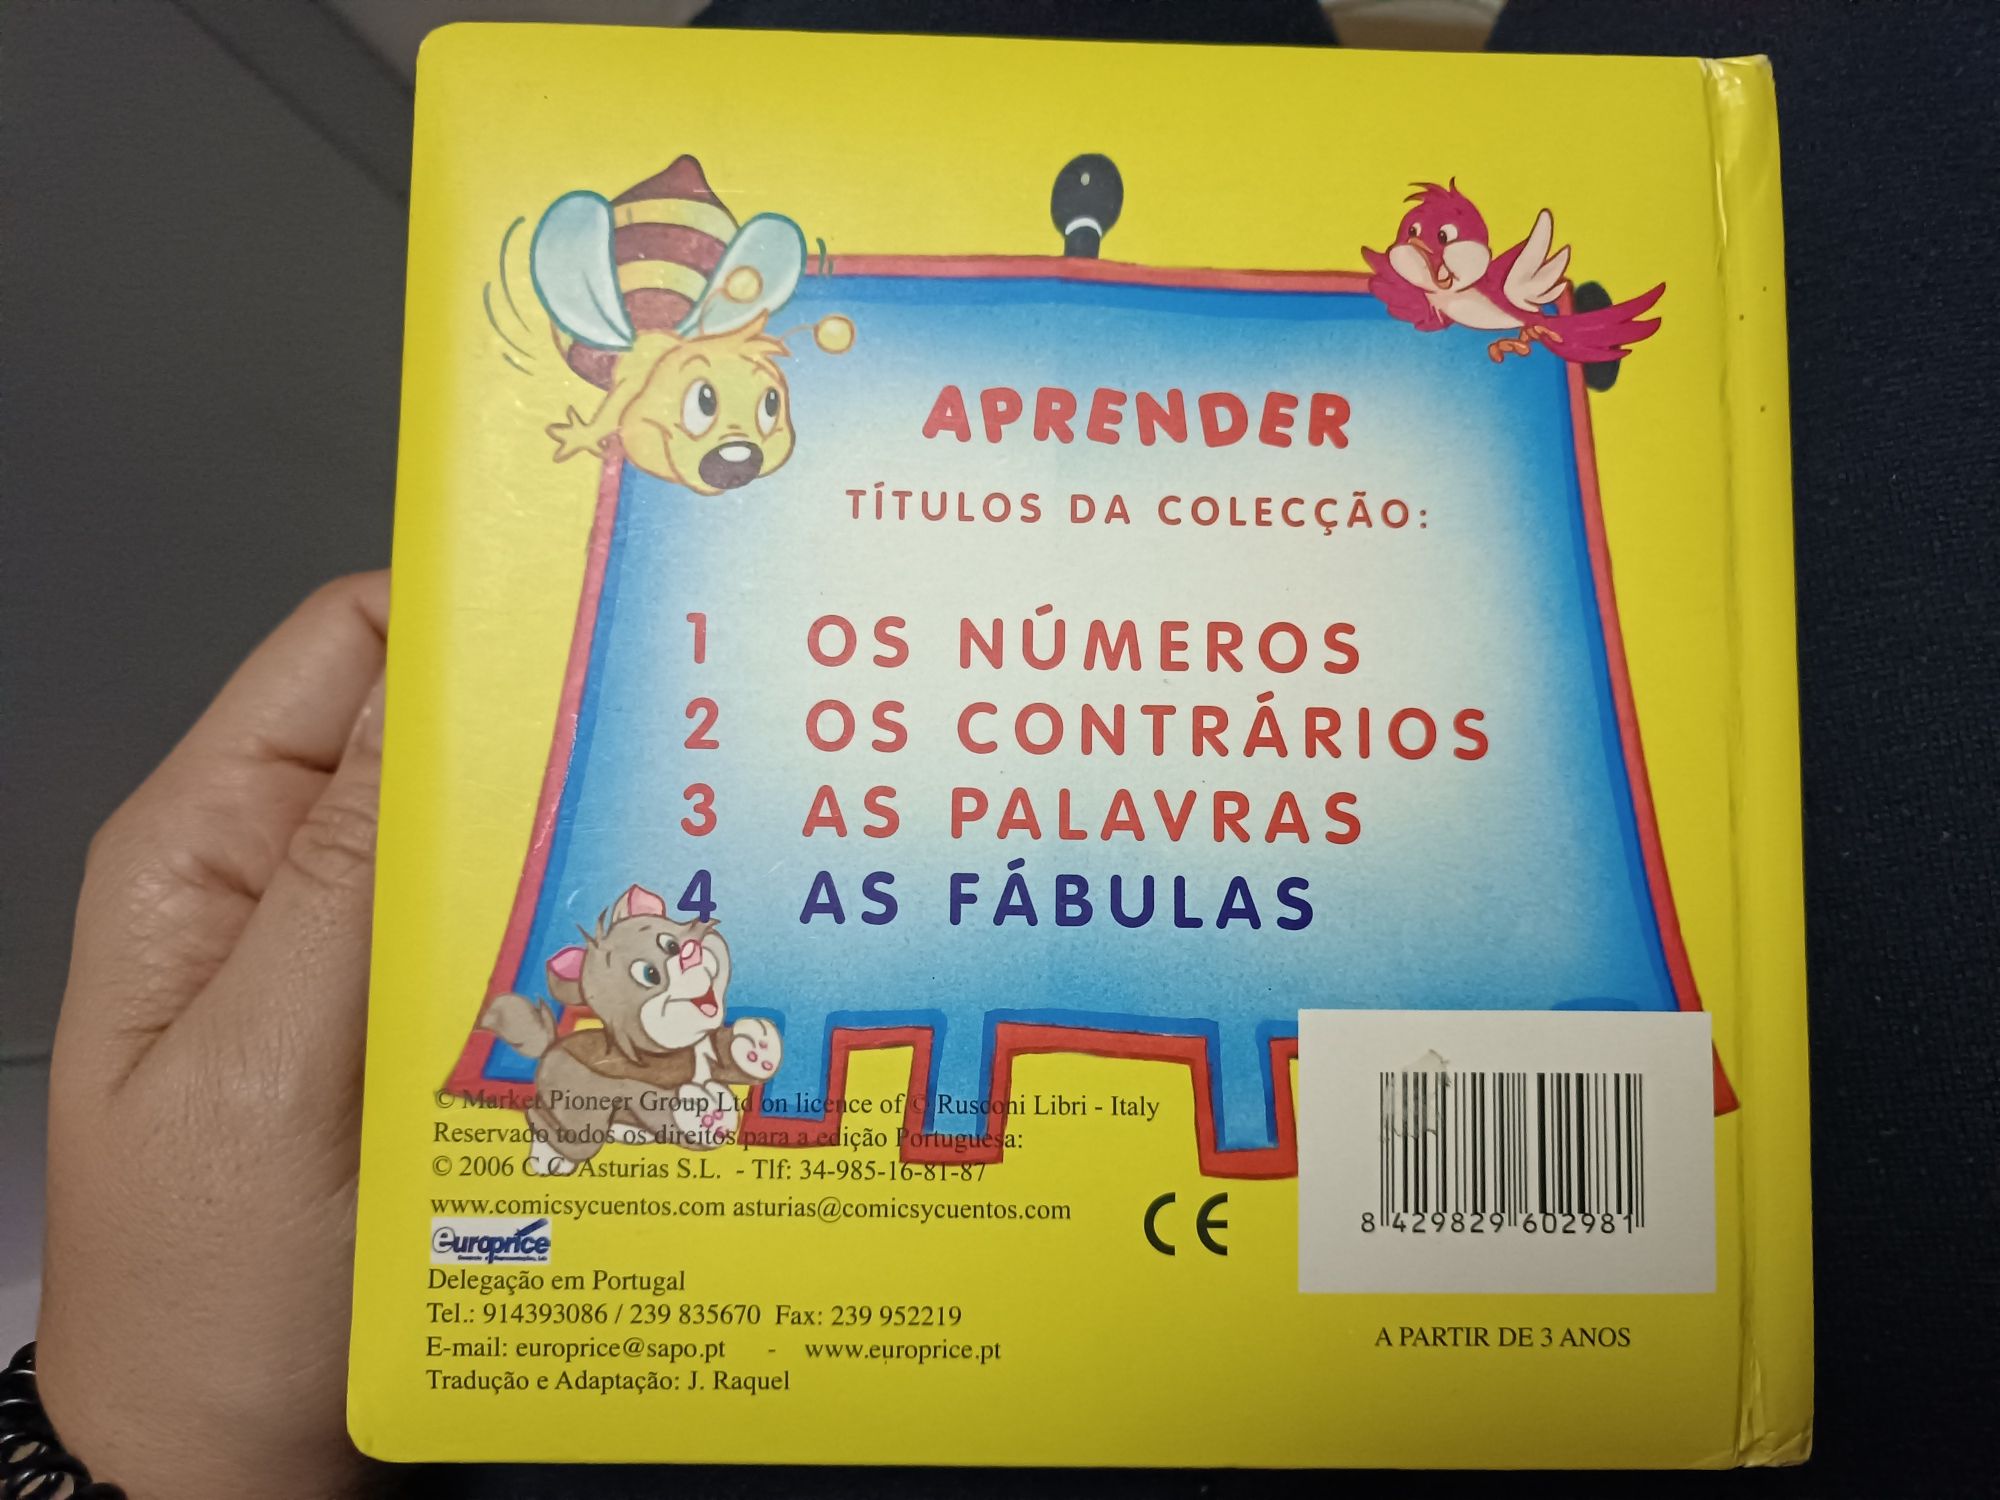 APRENDER
TÍTULOS DA COLECÇÃO:
1 OS NÚMEROS
2 OS CONTRÁRIOS
3 AS PALAVRAS
4 AS FÁBULAS
© Market Pioneer Group Ltd on licence of © Rusconi Libri - Italy
Reservado todos os direitos para a edição Portuguesa:
© 2006 C.C. Asturias S.L. - Tlf: 34-985-16-81-87
www.comicsycuentos.com asturias@comicsycuentos.com
europrice
Delegação em Portugal
Tel.: 914393086 / 239 835670 Fax: 239 952219
E-mail: europrice@sapo.pt - www.europrice.pt
Tradução e Adaptação: J. Raquel
CE
8 429829 602981
A PARTIR DE 3 ANOS